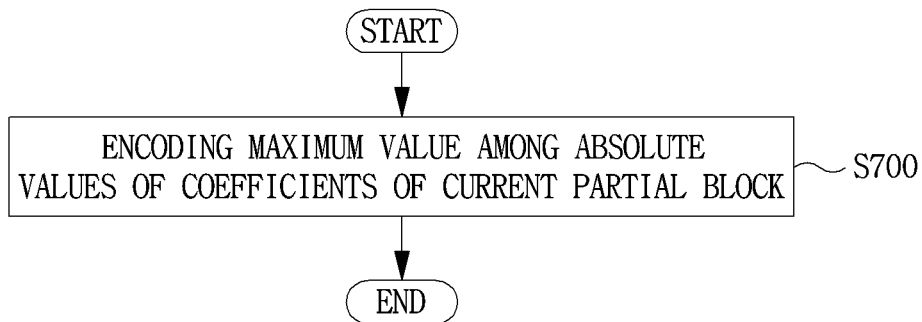 START
ENCODING MAXIMUM VALUE AMONG ABSOLUTE
VALUES OF COEFFICIENTS OF CURRENT PARTIAL BLOCK
S700
END